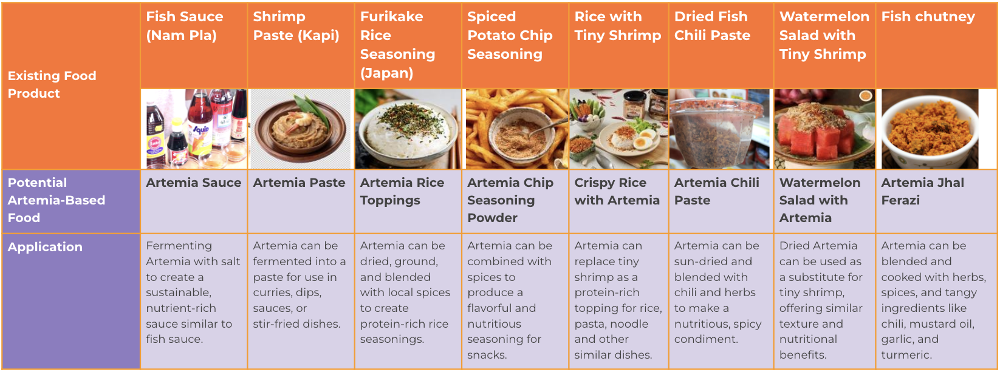 Existing Food
Product
Fish Sauce
(Nam Pla)
Shrimp
Paste (Kapi)
Furikake
Rice
Seasoning
(Japan)
Spiced
Potato Chip
Seasoning
Rice with
Tiny Shrimp
Dried Fish
Chili Paste
Watermelon
Salad with
Tiny Shrimp
Fish chutney
Squid
Potential
Artemia-Based
Food
Artemia Sauce
Artemia Paste
Artemia Rice
Toppings
Artemia Chip
Seasoning
Powder
Crispy Rice
with Artemia
Artemia Chili
Paste
Watermelon
Salad with
Artemia
Artemia Jhal
Ferazi
Application
Fermenting
Artemia with salt
to create a
sustainable,
nutrient-rich
sauce similar to
fish sauce.
Artemia can be
fermented into a
paste for use in
curries, dips,
sauces, or
stir-fried dishes.
Artemia can be
dried, ground,
and blended
with local spices
to create
protein-rich rice
seasonings.
Artemia can be
combined with
spices to
produce a
flavorful and
nutritious
seasoning for
snacks.
Artemia can
replace tiny
shrimp as a
protein-rich
topping for rice,
pasta, noodle
and other
similar dishes.
Artemia can be
sun-dried and
blended with
chili and herbs
to make a
nutritious, spicy
condiment.
Dried Artemia
can be used as
a substitute for
tiny shrimp,
offering similar
texture and
nutritional
benefits.
Artemia can be
blended and
cooked with herbs,
spices, and tangy
ingredients like
chili, mustard oil,
garlic, and
turmeric.